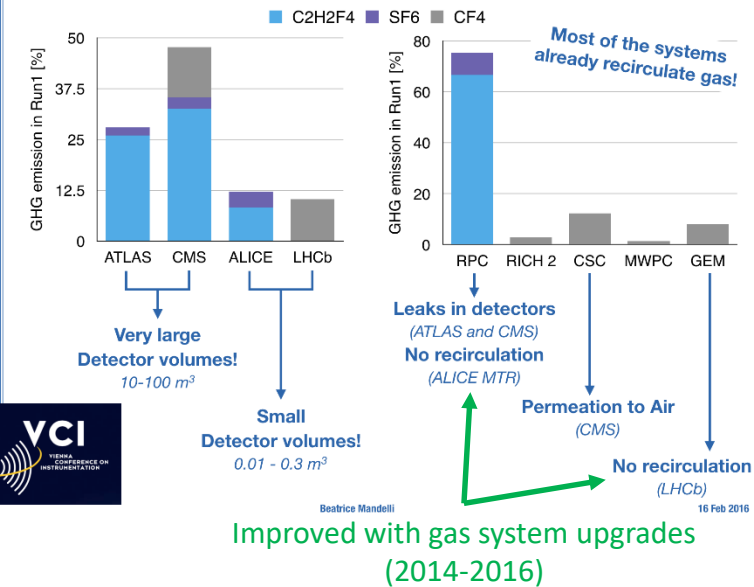 C2H2F4 SF6 CF4
GHG emission in Run1 [%]
50
37.5
25
12.5
0
ATLAS CMS ALICE LHCb
Very large
Detector volumes!
10-100 m³
Small
Detector volumes!
0.01 - 0.3 m³
Most of the systems
already recirculate gas!
GHG emission in Run1 [%]
80
60
40
20
0
RPC RICH 2 CSC MWPC GEM
Leaks in detectors
(ATLAS and CMS)
No recirculation
(ALICE MTR)
Permeation to Air
(CMS)
No recirculation
(LHCb)
VCI
VIENNA
CONFERENCE ON
INSTRUMENTATION
Beatrice Mandelli
16 Feb 2016
Improved with gas system upgrades
(2014-2016)